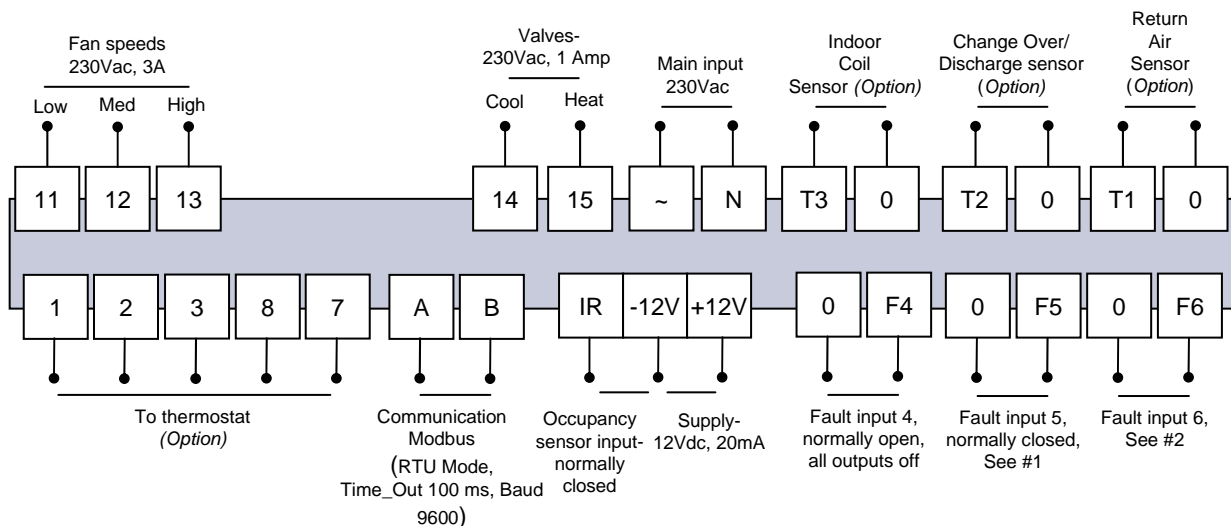 Fan speeds
230Vac, 3A
Low
Med
High
Valves-
230Vac, 1 Amp
Cool
Heat
Main input
230Vac
Indoor
Coil
Sensor (Option)
Change Over/
Discharge sensor
(Option)
Return
Air
Sensor
(Option)
11 12 13 14 15 ~ N T3 0 T2 0 T1 0
1 2 3 8 7 A B IR -12V +12V 0 F4 0 F5 0 F6
To thermostat
(Option)
Communication
Modbus
(RTU Mode,
Time_Out 100 ms, Baud
9600)
Occupancy
sensor input-
normally
closed
Supply-
12Vdc, 20mA
Fault input 4,
normally open,
all outputs off
Fault input 5,
normally closed,
See #1
Fault input 6,
See #2